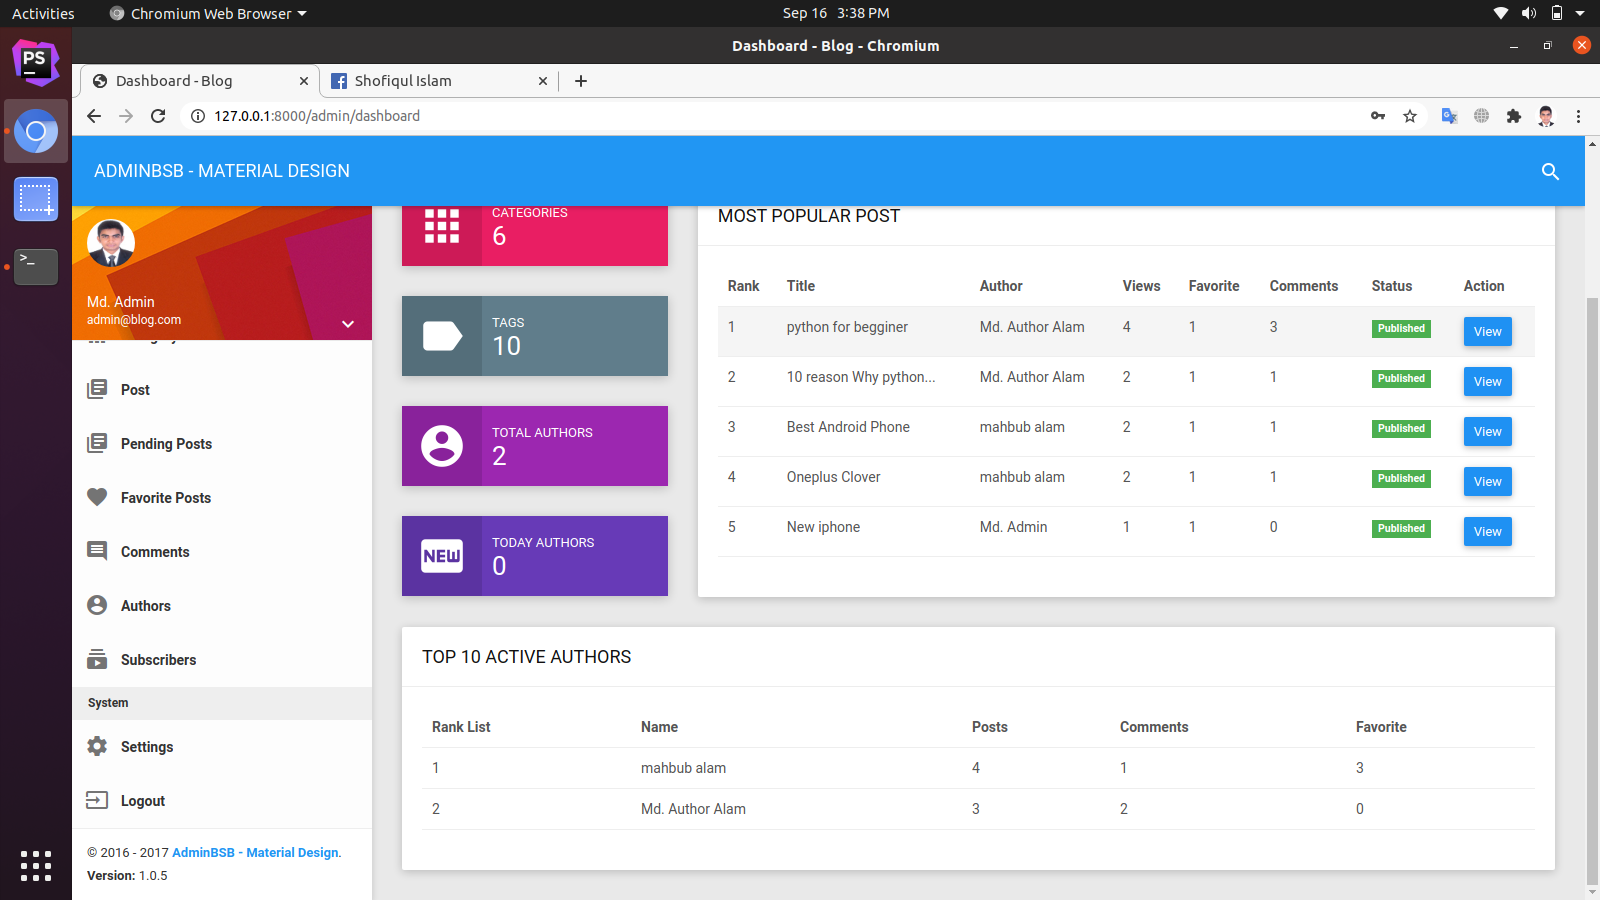 Activities
Chromium Web Browser
Sep 16 3:38 PM
Dashboard - Blog - Chromium
PS
Dashboard - Blog
Shofiqul Islam
127.0.0.1:8000/admin/dashboard
ADMINBSB - MATERIAL DESIGN
Md. Admin
admin@blog.com
Post
Pending Posts
Favorite Posts
Comments
Authors
Subscribers
System
Settings
Logout
© 2016 - 2017 AdminBSB - Material Design.
Version: 1.0.5
CATEGORIES
6
TAGS
10
TOTAL AUTHORS
2
NEW
TODAY AUTHORS
0
MOST POPULAR POST
Rank Title Author Views Favorite Comments Status Action
1 python for begginer Md. Author Alam 4 1 3 Published View
2 10 reason Why python... Md. Author Alam 2 1 1 Published View
3 Best Android Phone mahbub alam 2 1 1 Published View
4 Oneplus Clover mahbub alam 2 1 1 Published View
5 New iphone Md. Admin 1 1 0 Published View
TOP 10 ACTIVE AUTHORS
Rank List Name Posts Comments Favorite
1 mahbub alam 4 1 3
2 Md. Author Alam 3 2 0